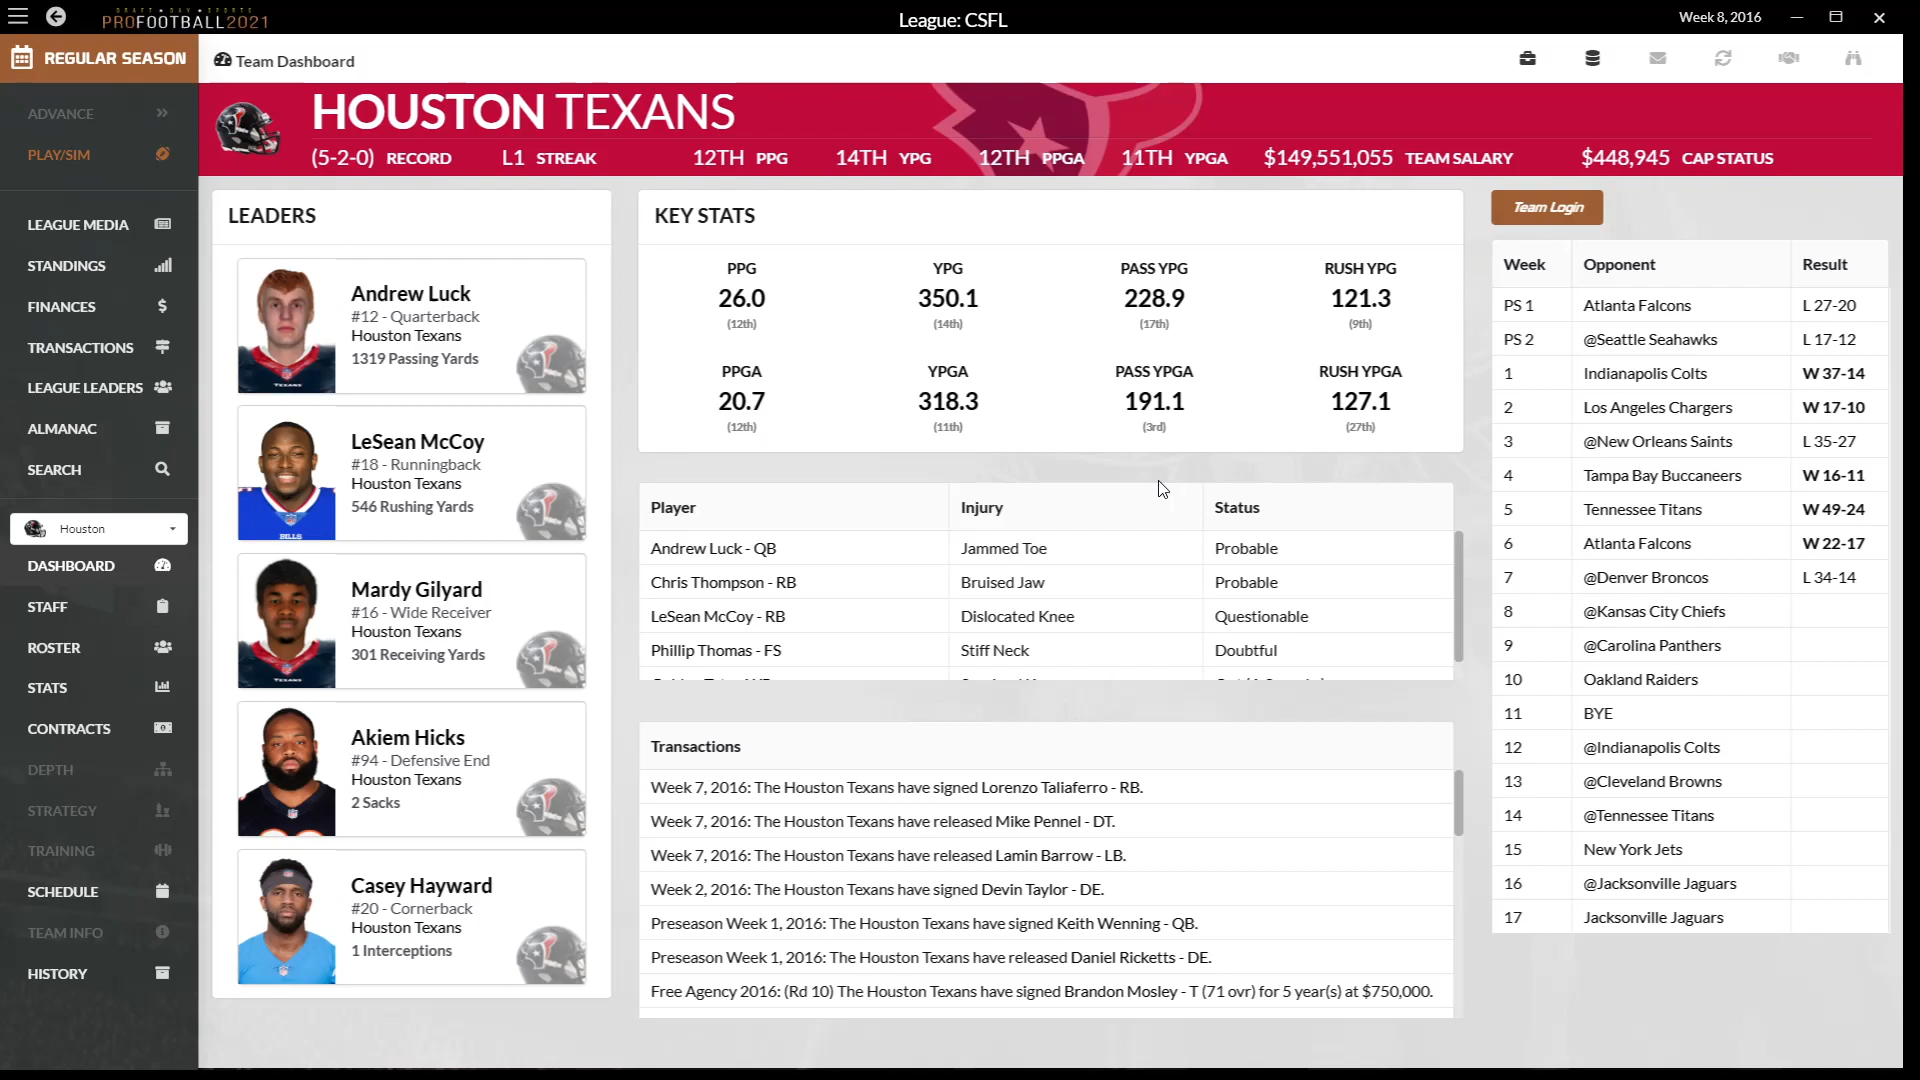 DRAFT DAY SPORTS
PROFOOTBALL2021
League: CSFL
Week 8, 2016
REGULAR SEASON
Team Dashboard
ADVANCE
PLAY/SIM
LEAGUE MEDIA
STANDINGS
FINANCES
TRANSACTIONS
LEAGUE LEADERS
ALMANAC
SEARCH
Houston
DASHBOARD
STAFF
ROSTER
STATS
CONTRACTS
DEPTH
STRATEGY
TRAINING
SCHEDULE
TEAM INFO
HISTORY
HOUSTON TEXANS
(5-2-0) RECORD L1 STREAK 12TH PPG 14TH YPG 12TH PPGA 11TH YPGA $149,551,055 TEAM SALARY $448,945 CAP STATUS
LEADERS
Andrew Luck
#12 - Quarterback
Houston Texans
1319 Passing Yards
TEXANS
LeSean McCoy
#18 - Runningback
Houston Texans
546 Rushing Yards
BILLS
Mardy Gilyard
#16 - Wide Receiver
Houston Texans
301 Receiving Yards
TEXANS
Akiem Hicks
#94 - Defensive End
Houston Texans
2 Sacks
Casey Hayward
#20 - Cornerback
Houston Texans
1 Interceptions
KEY STATS
PPG YPG PASS YPG RUSH YPG
26.0 350.1 228.9 121.3
(12th) (14th) (17th) (9th)
PPGA YPGA PASS YPGA RUSH YPGA
20.7 318.3 191.1 127.1
(12th) (11th) (3rd) (27th)
Player Injury Status
Andrew Luck - QB Jammed Toe Probable
Chris Thompson - RB Bruised Jaw Probable
LeSean McCoy - RB Dislocated Knee Questionable
Phillip Thomas - FS Stiff Neck Doubtful
Transactions
Week 7, 2016: The Houston Texans have signed Lorenzo Taliaferro - RB.
Week 7, 2016: The Houston Texans have released Mike Pennel - DT.
Week 7, 2016: The Houston Texans have released Lamin Barrow - LB.
Week 2, 2016: The Houston Texans have signed Devin Taylor - DE.
Preseason Week 1, 2016: The Houston Texans have signed Keith Wenning - QB.
Preseason Week 1, 2016: The Houston Texans have released Daniel Ricketts - DE.
Free Agency 2016: (Rd 10) The Houston Texans have signed Brandon Mosley - T (71 ovr) for 5 year(s) at $750,000.
Team Login
Week Opponent Result
PS 1 Atlanta Falcons L 27-20
PS 2 @Seattle Seahawks L 17-12
1 Indianapolis Colts W 37-14
2 Los Angeles Chargers W 17-10
3 @New Orleans Saints L 35-27
4 Tampa Bay Buccaneers W 16-11
5 Tennessee Titans W 49-24
6 Atlanta Falcons W 22-17
7 @Denver Broncos L 34-14
8 @Kansas City Chiefs
9 @Carolina Panthers
10 Oakland Raiders
11 BYE
12 @Indianapolis Colts
13 @Cleveland Browns
14 @Tennessee Titans
15 New York Jets
16 @Jacksonville Jaguars
17 Jacksonville Jaguars